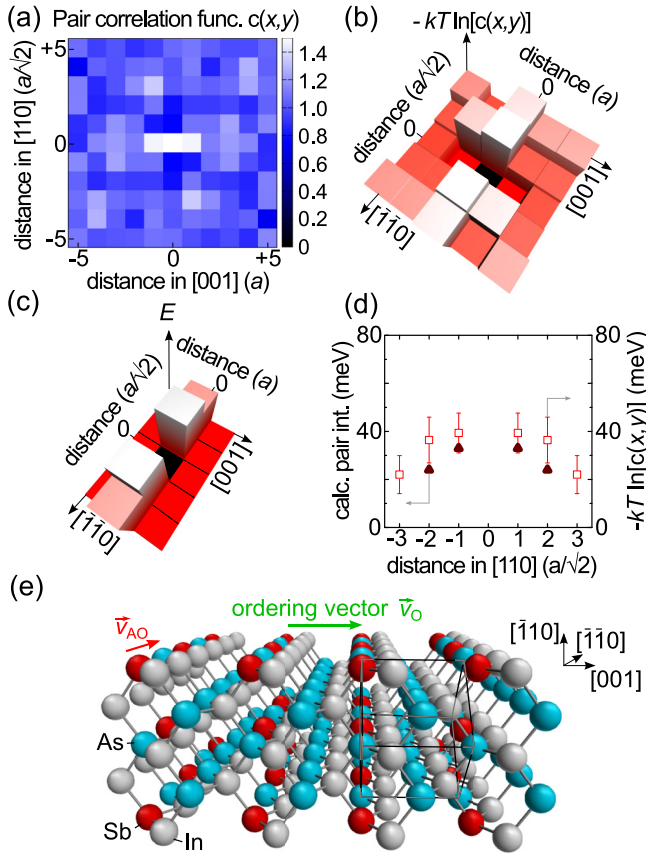 (a) Pair correlation func. c(x,y)
+5
0
-5
distance in [110] (a/√2)
-5 0 +5
distance in [001] (a)
1.4
1.2
1.0
0.8
0.6
0.4
0.2
0
(b)
- kT ln[c(x,y)]
distance (a/√2)
0
distance (a)
0
[001]
[1̄1̄0]
(c)
E
distance (a/√2)
0
distance (a)
0
[001]
[1̄1̄0]
(d)
80
40
0
calc. pair int. (meV)
80
40
0
-kT ln[c(x,y)] (meV)
-3 -2 -1 0 1 2 3
distance in [110] (a/√2)
(e)
ordering vector v⃗O
v⃗AO
[1̄10]
[1̄1̄0]
[001]
As
Sb
In